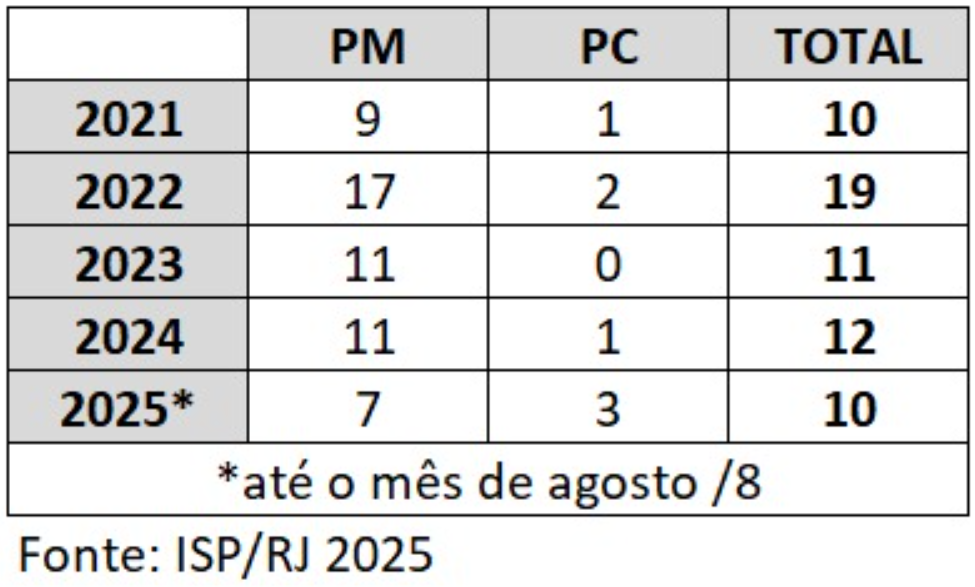 PM PC TOTAL
2021 9 1 10
2022 17 2 19
2023 11 0 11
2024 11 1 12
2025* 7 3 10
*até o mês de agosto /8
Fonte: ISP/RJ 2025